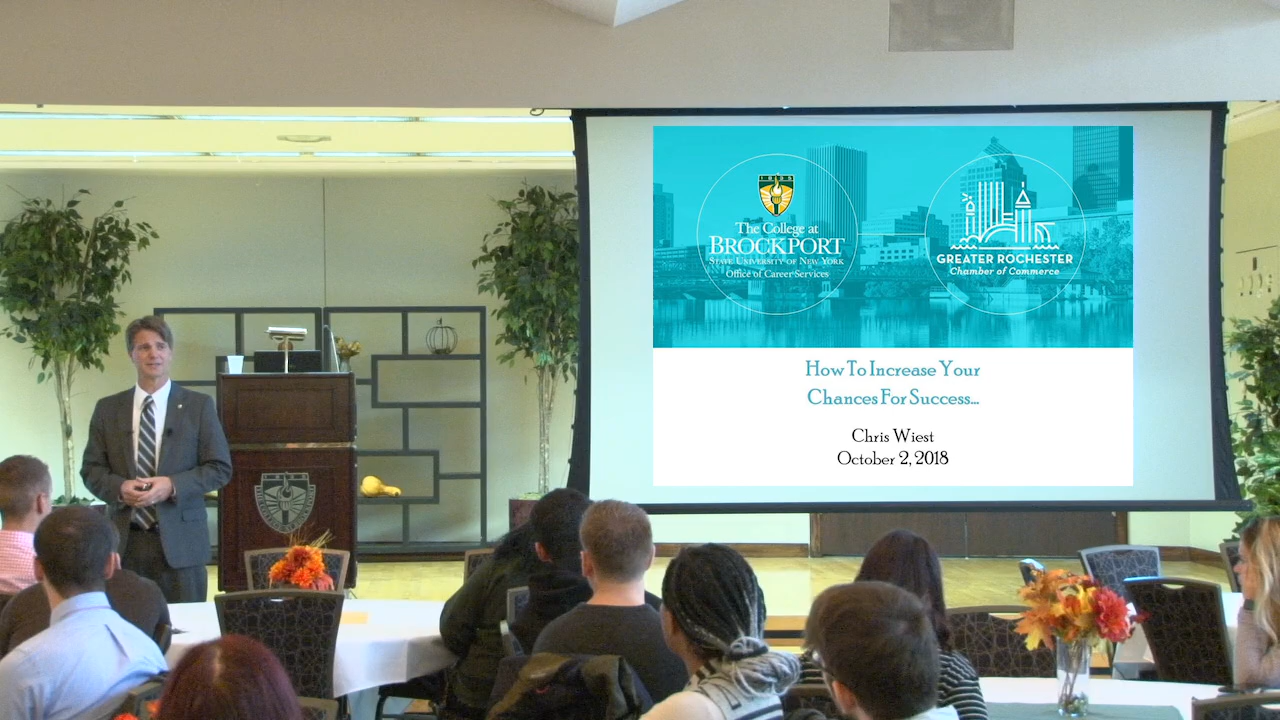 1835
The College at
BROCKPORT
STATE UNIVERSITY OF NEW YORK
Office of Career Services
GREATER ROCHESTER
Chamber of Commerce
How To Increase Your
Chances For Success...
Chris Wiest
October 2, 2018